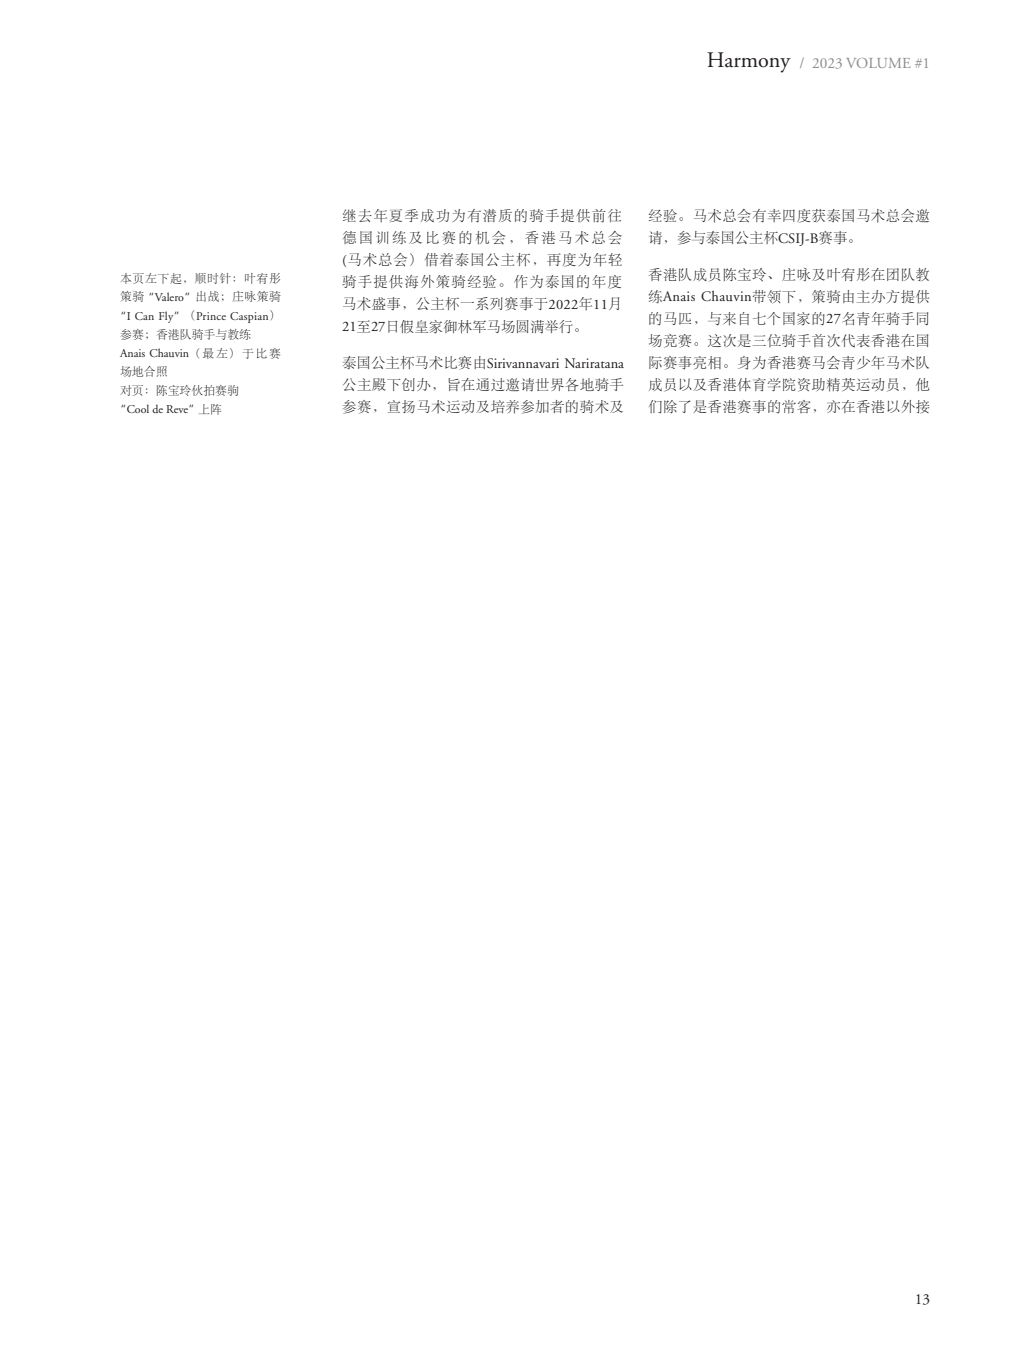 Harmony / 2023 VOLUME #1
本页左下起，顺时针：叶宥彤
策骑 “Valero” 出战；庄咏策骑
“I Can Fly” （Prince Caspian）
参赛；香港队骑手与教练
Anais Chauvin（最左）于比赛
场地合照
对页：陈宝玲伙拍赛驹
“Cool de Reve” 上阵
继去年夏季成功为有潜质的骑手提供前往
德国训练及比赛的机会，香港马术总会
(马术总会）借着泰国公主杯，再度为年轻
骑手提供海外策骑经验。作为泰国的年度
马术盛事，公主杯一系列赛事于2022年11月
21至27日假皇家御林军马场圆满举行。
泰国公主杯马术比赛由Sirivannavari Nariratana
公主殿下创办，旨在通过邀请世界各地骑手
参赛，宣扬马术运动及培养参加者的骑术及
经验。马术总会有幸四度获泰国马术总会邀
请，参与泰国公主杯CSIJ-B赛事。
香港队成员陈宝玲、庄咏及叶宥彤在团队教
练Anais Chauvin带领下，策骑由主办方提供
的马匹，与来自七个国家的27名青年骑手同
场竞赛。这次是三位骑手首次代表香港在国
际赛事亮相。身为香港赛马会青少年马术队
成员以及香港体育学院资助精英运动员，他
们除了是香港赛事的常客，亦在香港以外接
13